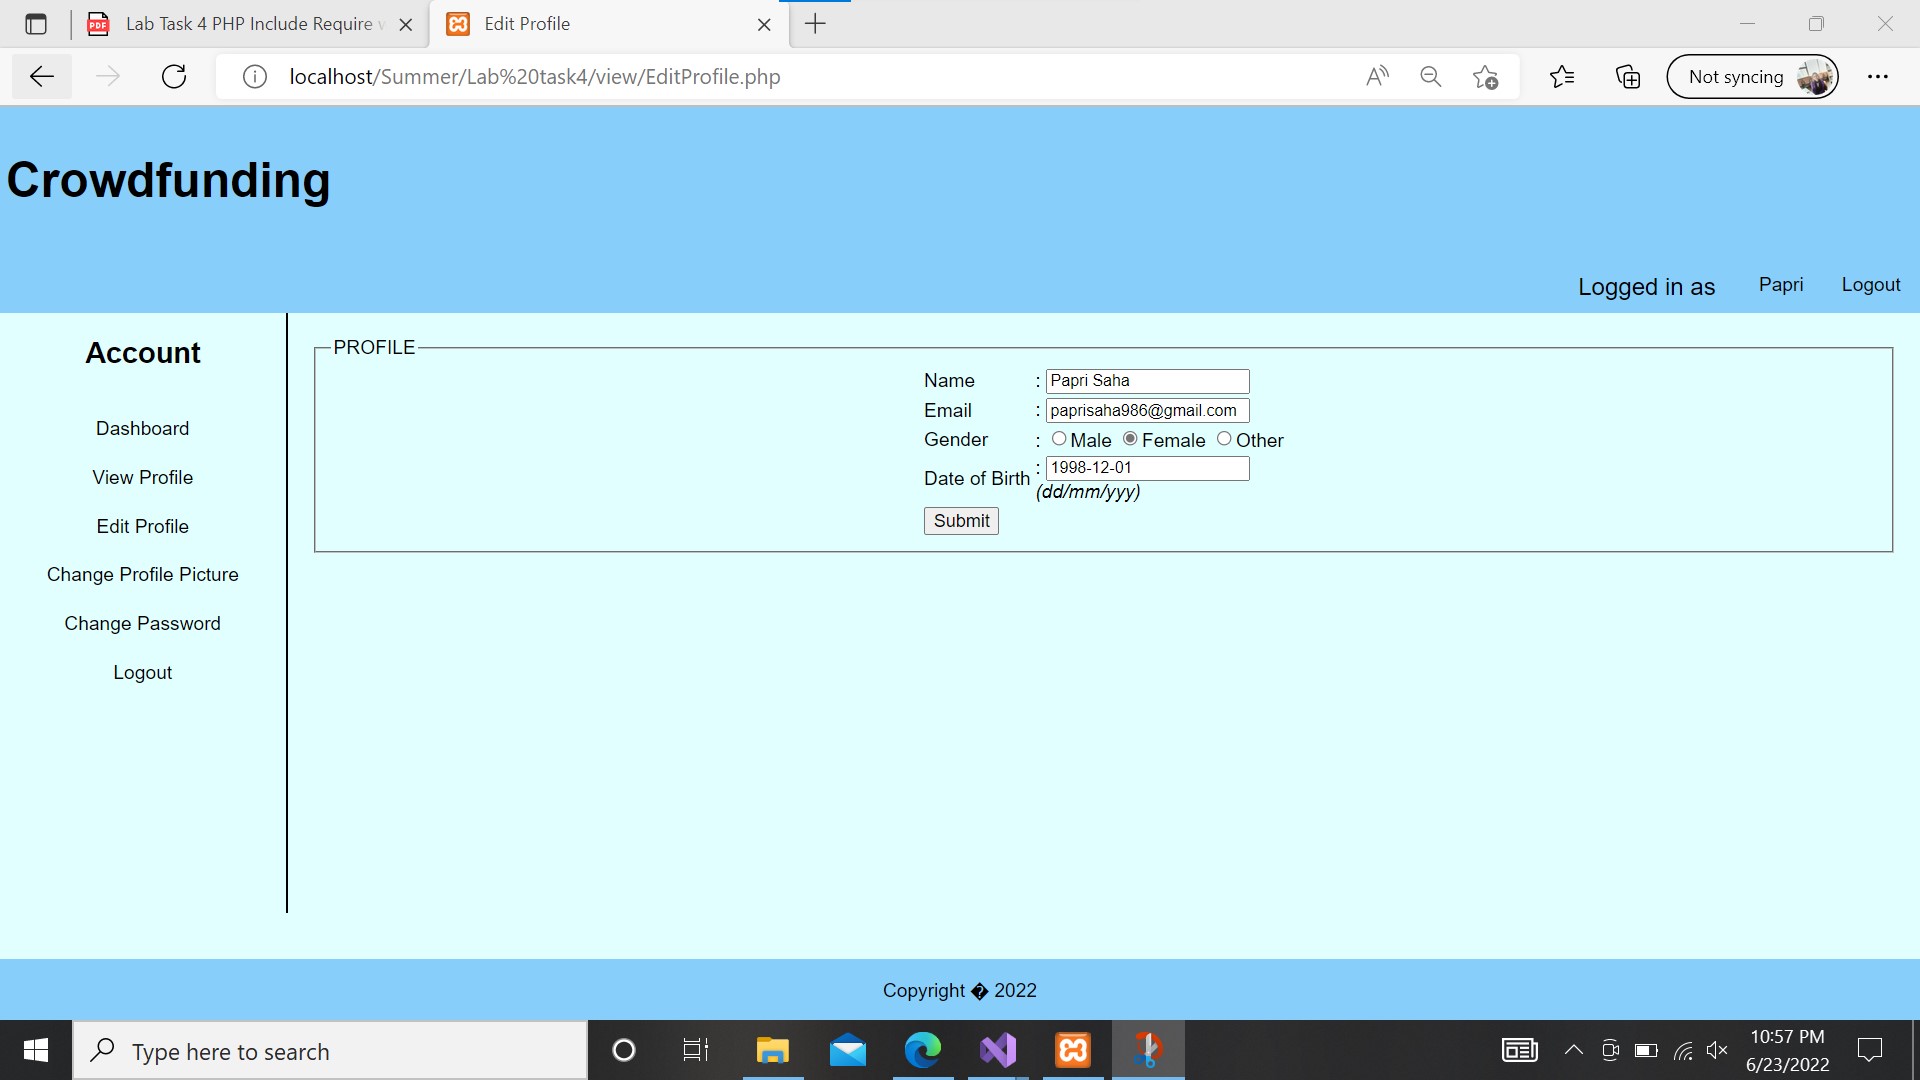 Lab Task 4 PHP Include Require
Edit Profile
localhost/Summer/Lab%20task4/view/EditProfile.php
Not syncing
Crowdfunding
Logged in as Papri Logout
Account
Dashboard
View Profile
Edit Profile
Change Profile Picture
Change Password
Logout
PROFILE
Name : Papri Saha
Email : paprisaha986@gmail.com
Gender : Male Female Other
Date of Birth : 1998-12-01
(dd/mm/yyy)
Submit
Copyright � 2022
Type here to search
10:57 PM
6/23/2022